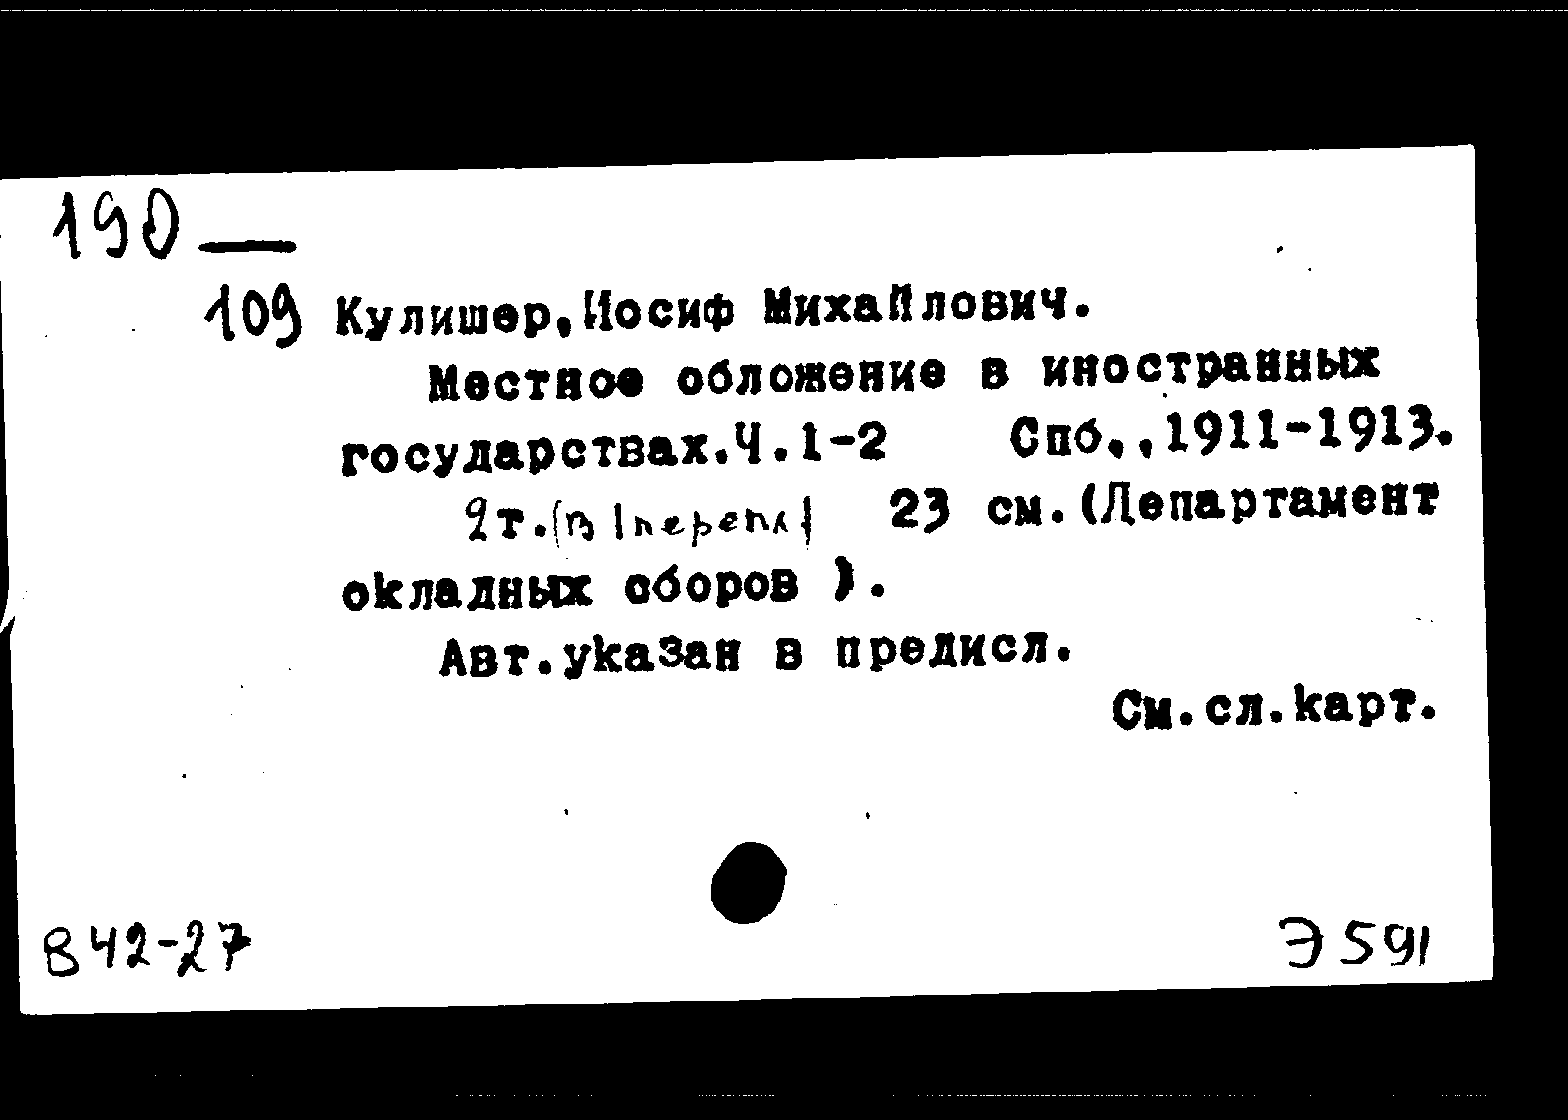 190—
109 Кулишер,Иосиф Михайлович.
Местное обложение в иностранных
государствах.Ч.1-2 Спб.,,1911-1913.
2т.(в 1 перепл) 23 см.(Департамент
окладных сборов ).
Авт.указан в предисл.
См.сл.карт.
В42-27 Э591